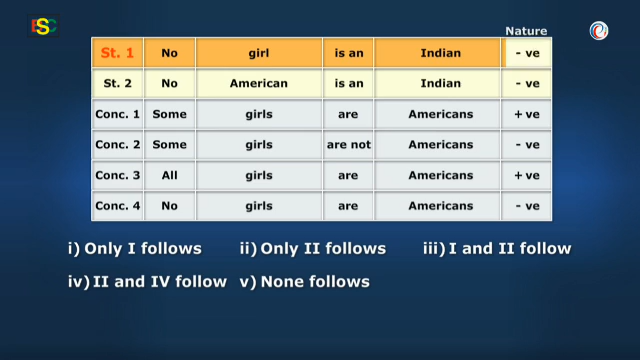 ESC
Nature
St. 1 No girl is an Indian - ve
St. 2 No American is an Indian - ve
Conc. 1 Some girls are Americans + ve
Conc. 2 Some girls are not Americans - ve
Conc. 3 All girls are Americans + ve
Conc. 4 No girls are Americans - ve
i) Only I follows ii) Only II follows iii) I and II follow
iv) II and IV follow v) None follows